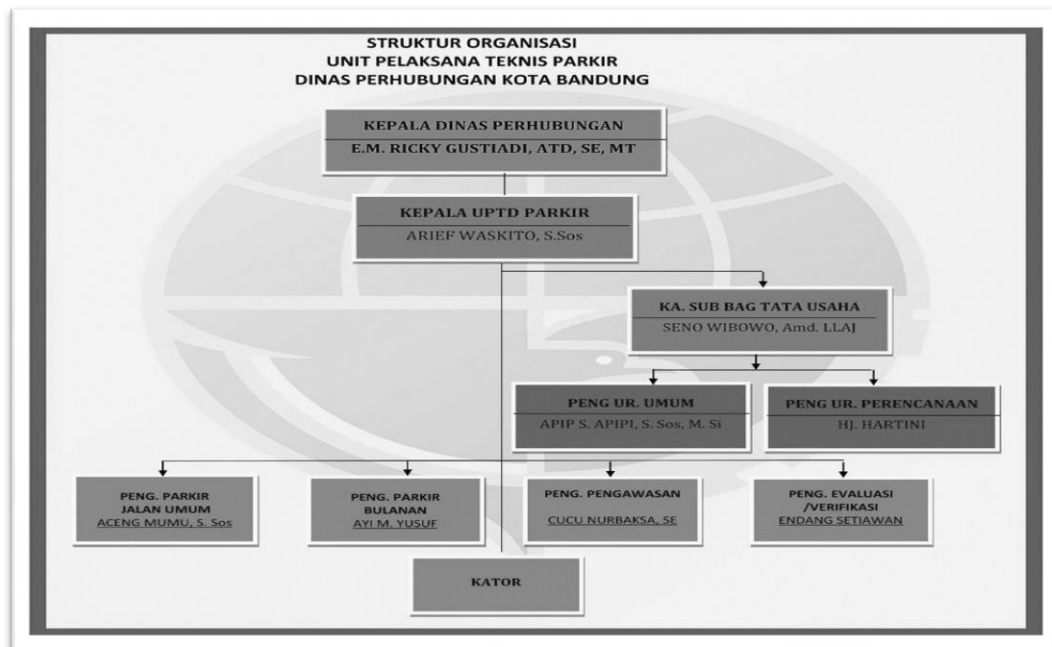 STRUKTUR ORGANISASI
UNIT PELAKSANA TEKNIS PARKIR
DINAS PERHUBUNGAN KOTA BANDUNG
KEPALA DINAS PERHUBUNGAN
E.M. RICKY GUSTIADI, ATD, SE, MT
KEPALA UPTD PARKIR
ARIEF WASKITO, S.Sos
KA. SUB BAG TATA USAHA
SENO WIBOWO, Amd. LLAJ
PENG UR. UMUM
APIP S. APIPI, S. Sos, M. Si
PENG UR. PERENCANAAN
HJ. HARTINI
PENG. PARKIR
JALAN UMUM
ACENG MUMU, S. Sos
PENG. PARKIR
BULANAN
AYI M. YUSUF
PENG. PENGAWASAN
CUCU NURBAKSA, SE
PENG. EVALUASI
/VERIFIKASI
ENDANG SETIAWAN
KATOR